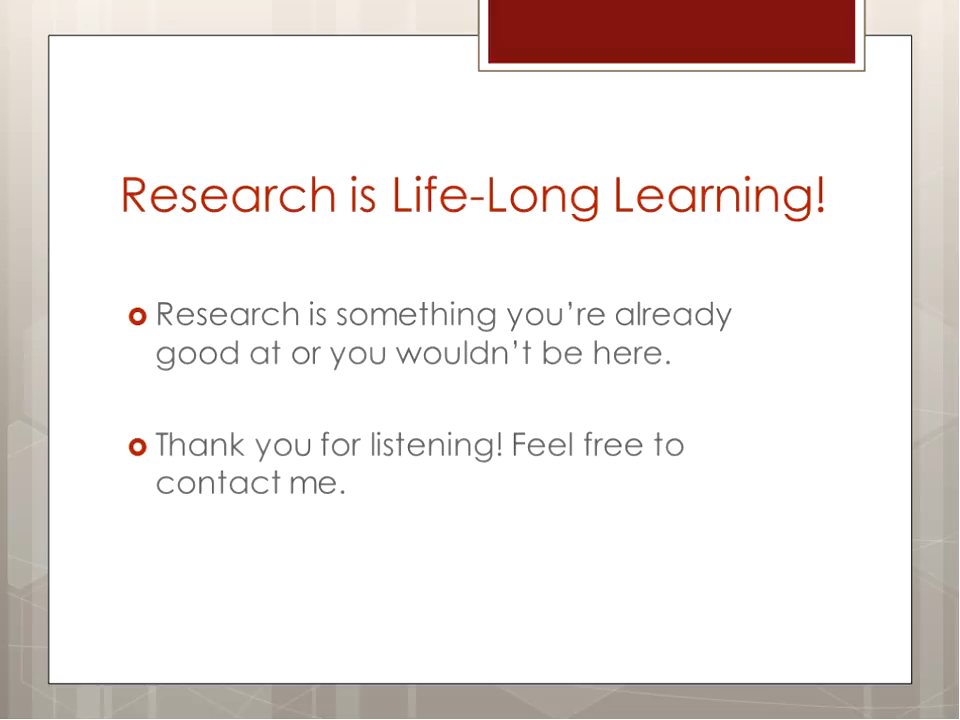 Research is Life-Long Learning!
Research is something you’re already
good at or you wouldn’t be here.
Thank you for listening! Feel free to
contact me.